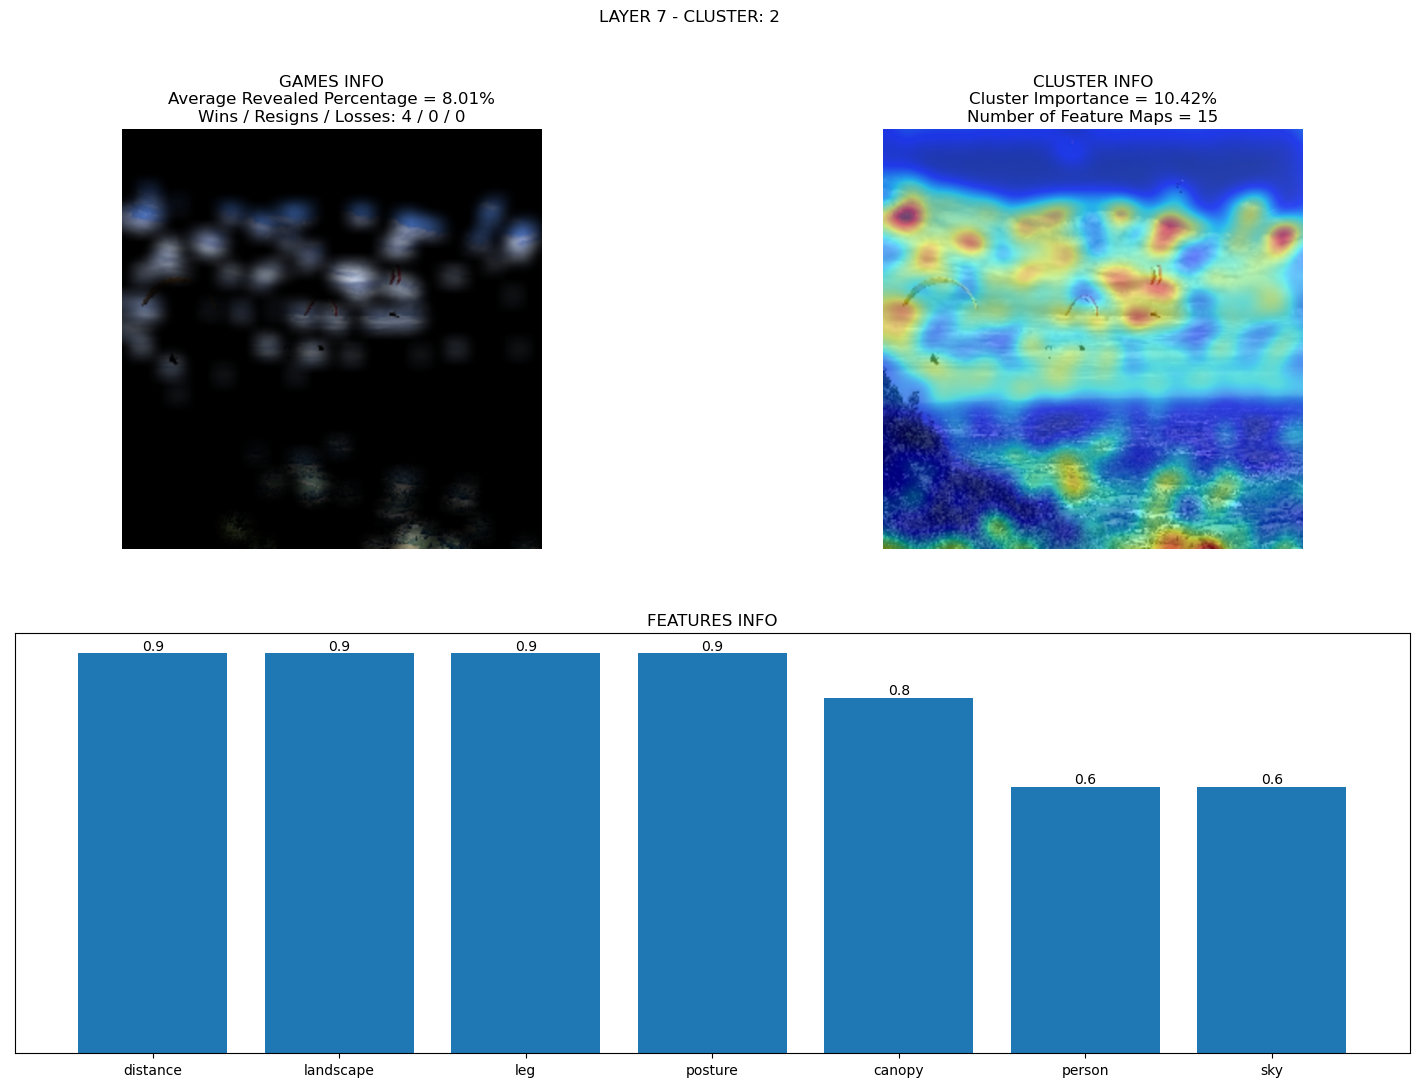 LAYER 7 - CLUSTER: 2
GAMES INFO
Average Revealed Percentage = 8.01%
Wins / Resigns / Losses: 4 / 0 / 0
CLUSTER INFO
Cluster Importance = 10.42%
Number of Feature Maps = 15
FEATURES INFO
0.9 0.9 0.9 0.9 0.8 0.6 0.6
distance landscape leg posture canopy person sky